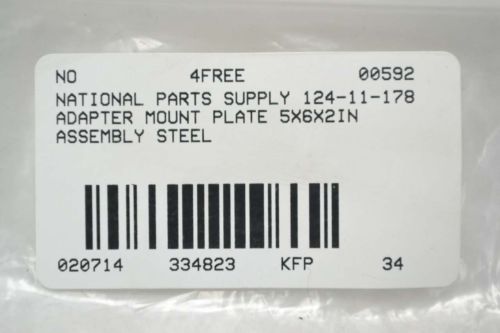 NO 4FREE 00592
NATIONAL PARTS SUPPLY 124-11-178
ADAPTER MOUNT PLATE 5X6X2IN
ASSEMBLY STEEL
020714 334823 KFP 34